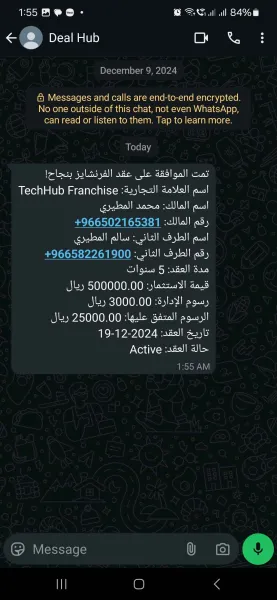 1:55
84%
Deal Hub
December 9, 2024
Messages and calls are end-to-end encrypted.
No one outside of this chat, not even WhatsApp,
can read or listen to them. Tap to learn more.
Today
تمت الموافقة على عقد الفرنشايز بنجاح!
اسم العلامة التجارية: TechHub Franchise
اسم المالك: محمد المطيري
رقم المالك: +966502165381
اسم الطرف الثاني: سالم المطيري
رقم الطرف الثاني: +966582261900
مدة العقد: 5 سنوات
قيمة الاستثمار: 500000.00 ريال
رسوم الإدارة: 3000.00 ريال
الرسوم المتفق عليها: 25000.00 ريال
تاريخ العقد: 2024-12-19
حالة العقد: Active
1:55 AM
Message